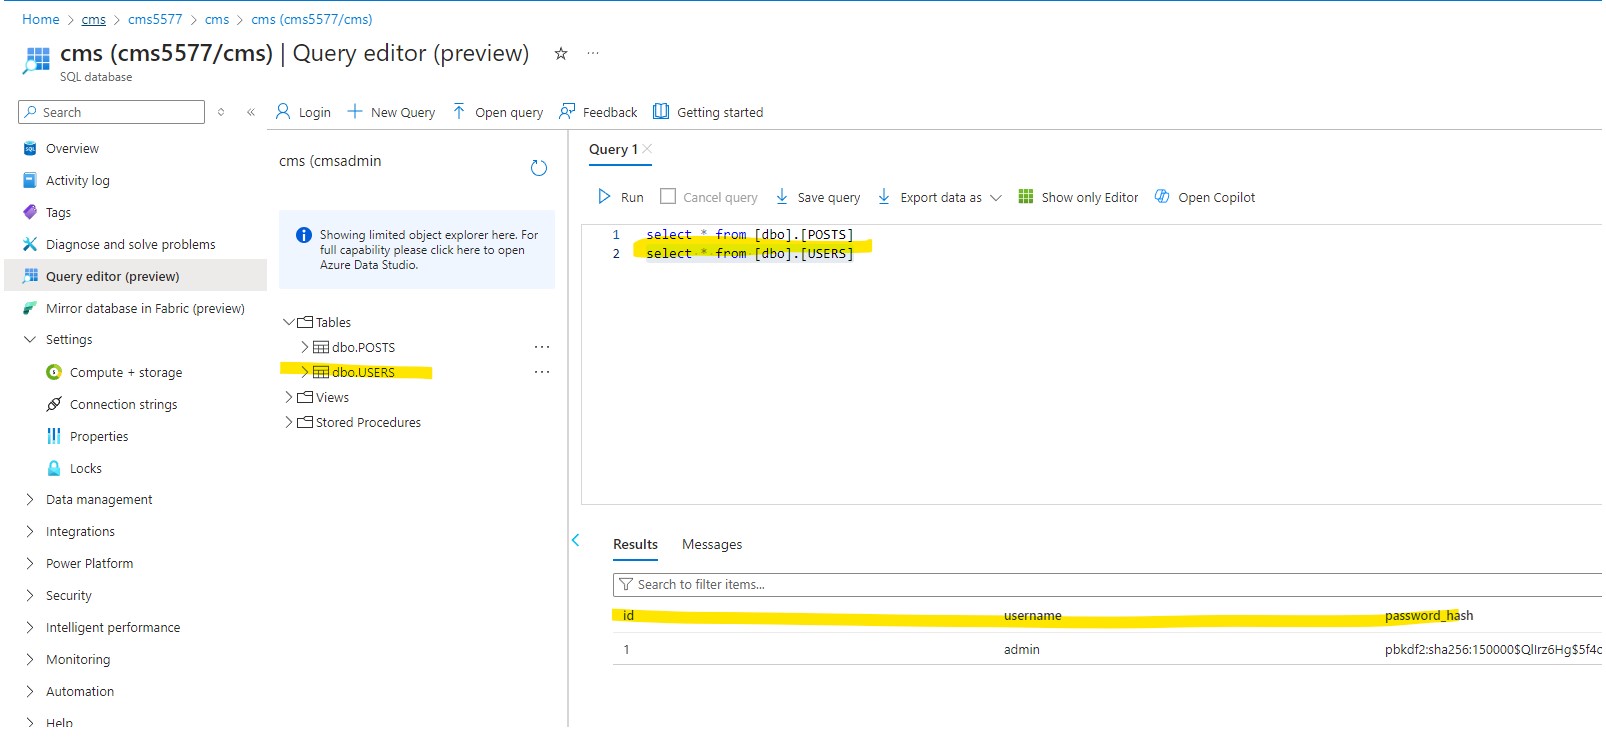 Home > cms > cms5577 > cms > cms (cms5577/cms)
cms (cms5577/cms) | Query editor (preview)
SQL database
Search
Login
New Query
Open query
Feedback
Getting started
Overview
Activity log
Tags
Diagnose and solve problems
Query editor (preview)
Mirror database in Fabric (preview)
Settings
Compute + storage
Connection strings
Properties
Locks
Data management
Integrations
Power Platform
Security
Intelligent performance
Monitoring
Automation
Help
cms (cmsadmin
Showing limited object explorer here. For
full capability please click here to open
Azure Data Studio.
Tables
dbo.POSTS
dbo.USERS
Views
Stored Procedures
Query 1
Run
Cancel query
Save query
Export data as
Show only Editor
Open Copilot
1 select * from [dbo].[POSTS]
2 select * from [dbo].[USERS]
Results Messages
Search to filter items...
id username password_hash
1 admin pbkdf2:sha256:150000$QlIrz6Hg$5f4c